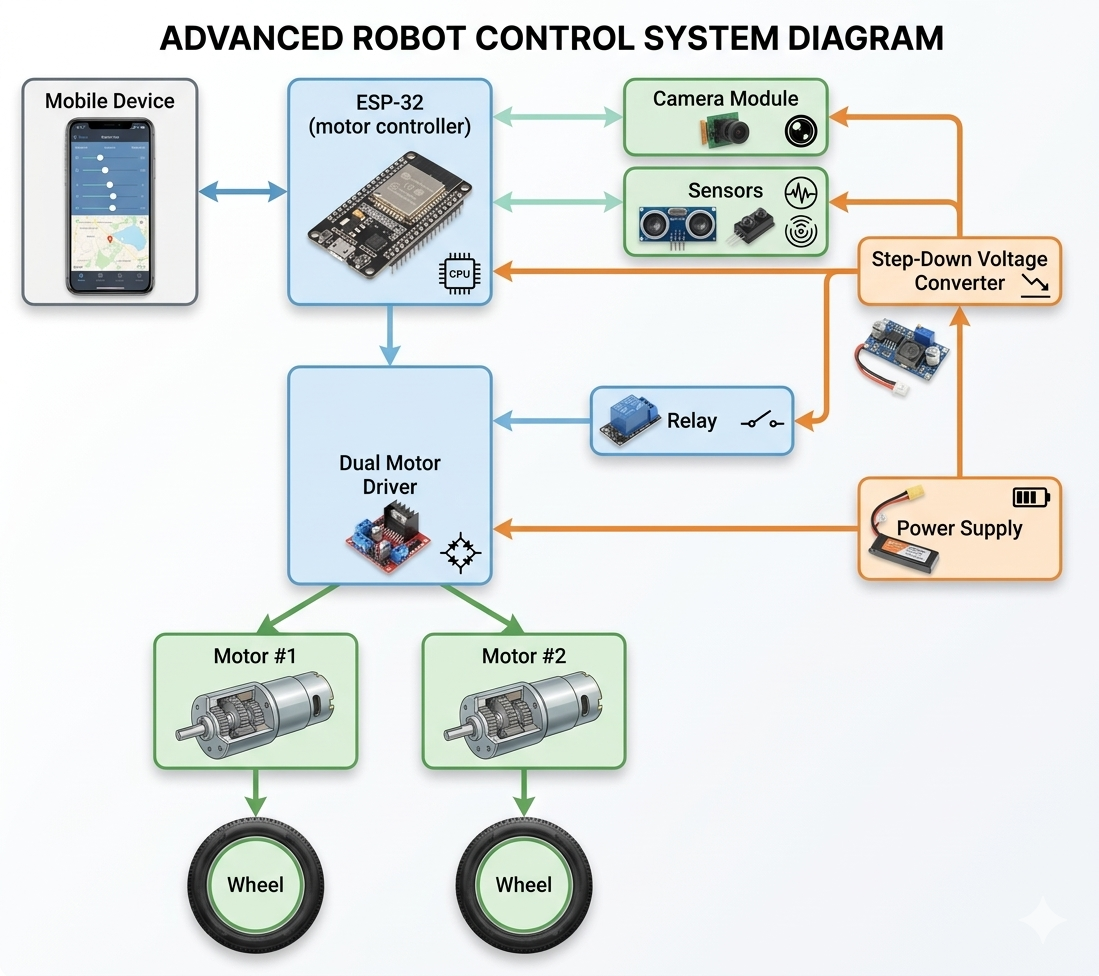 ADVANCED ROBOT CONTROL SYSTEM DIAGRAM
Mobile Device
ESP-32
(motor controller)
CPU
Camera Module
Sensors
Step-Down Voltage
Converter
Relay
Dual Motor
Driver
Power Supply
Motor #1
Motor #2
Wheel
Wheel